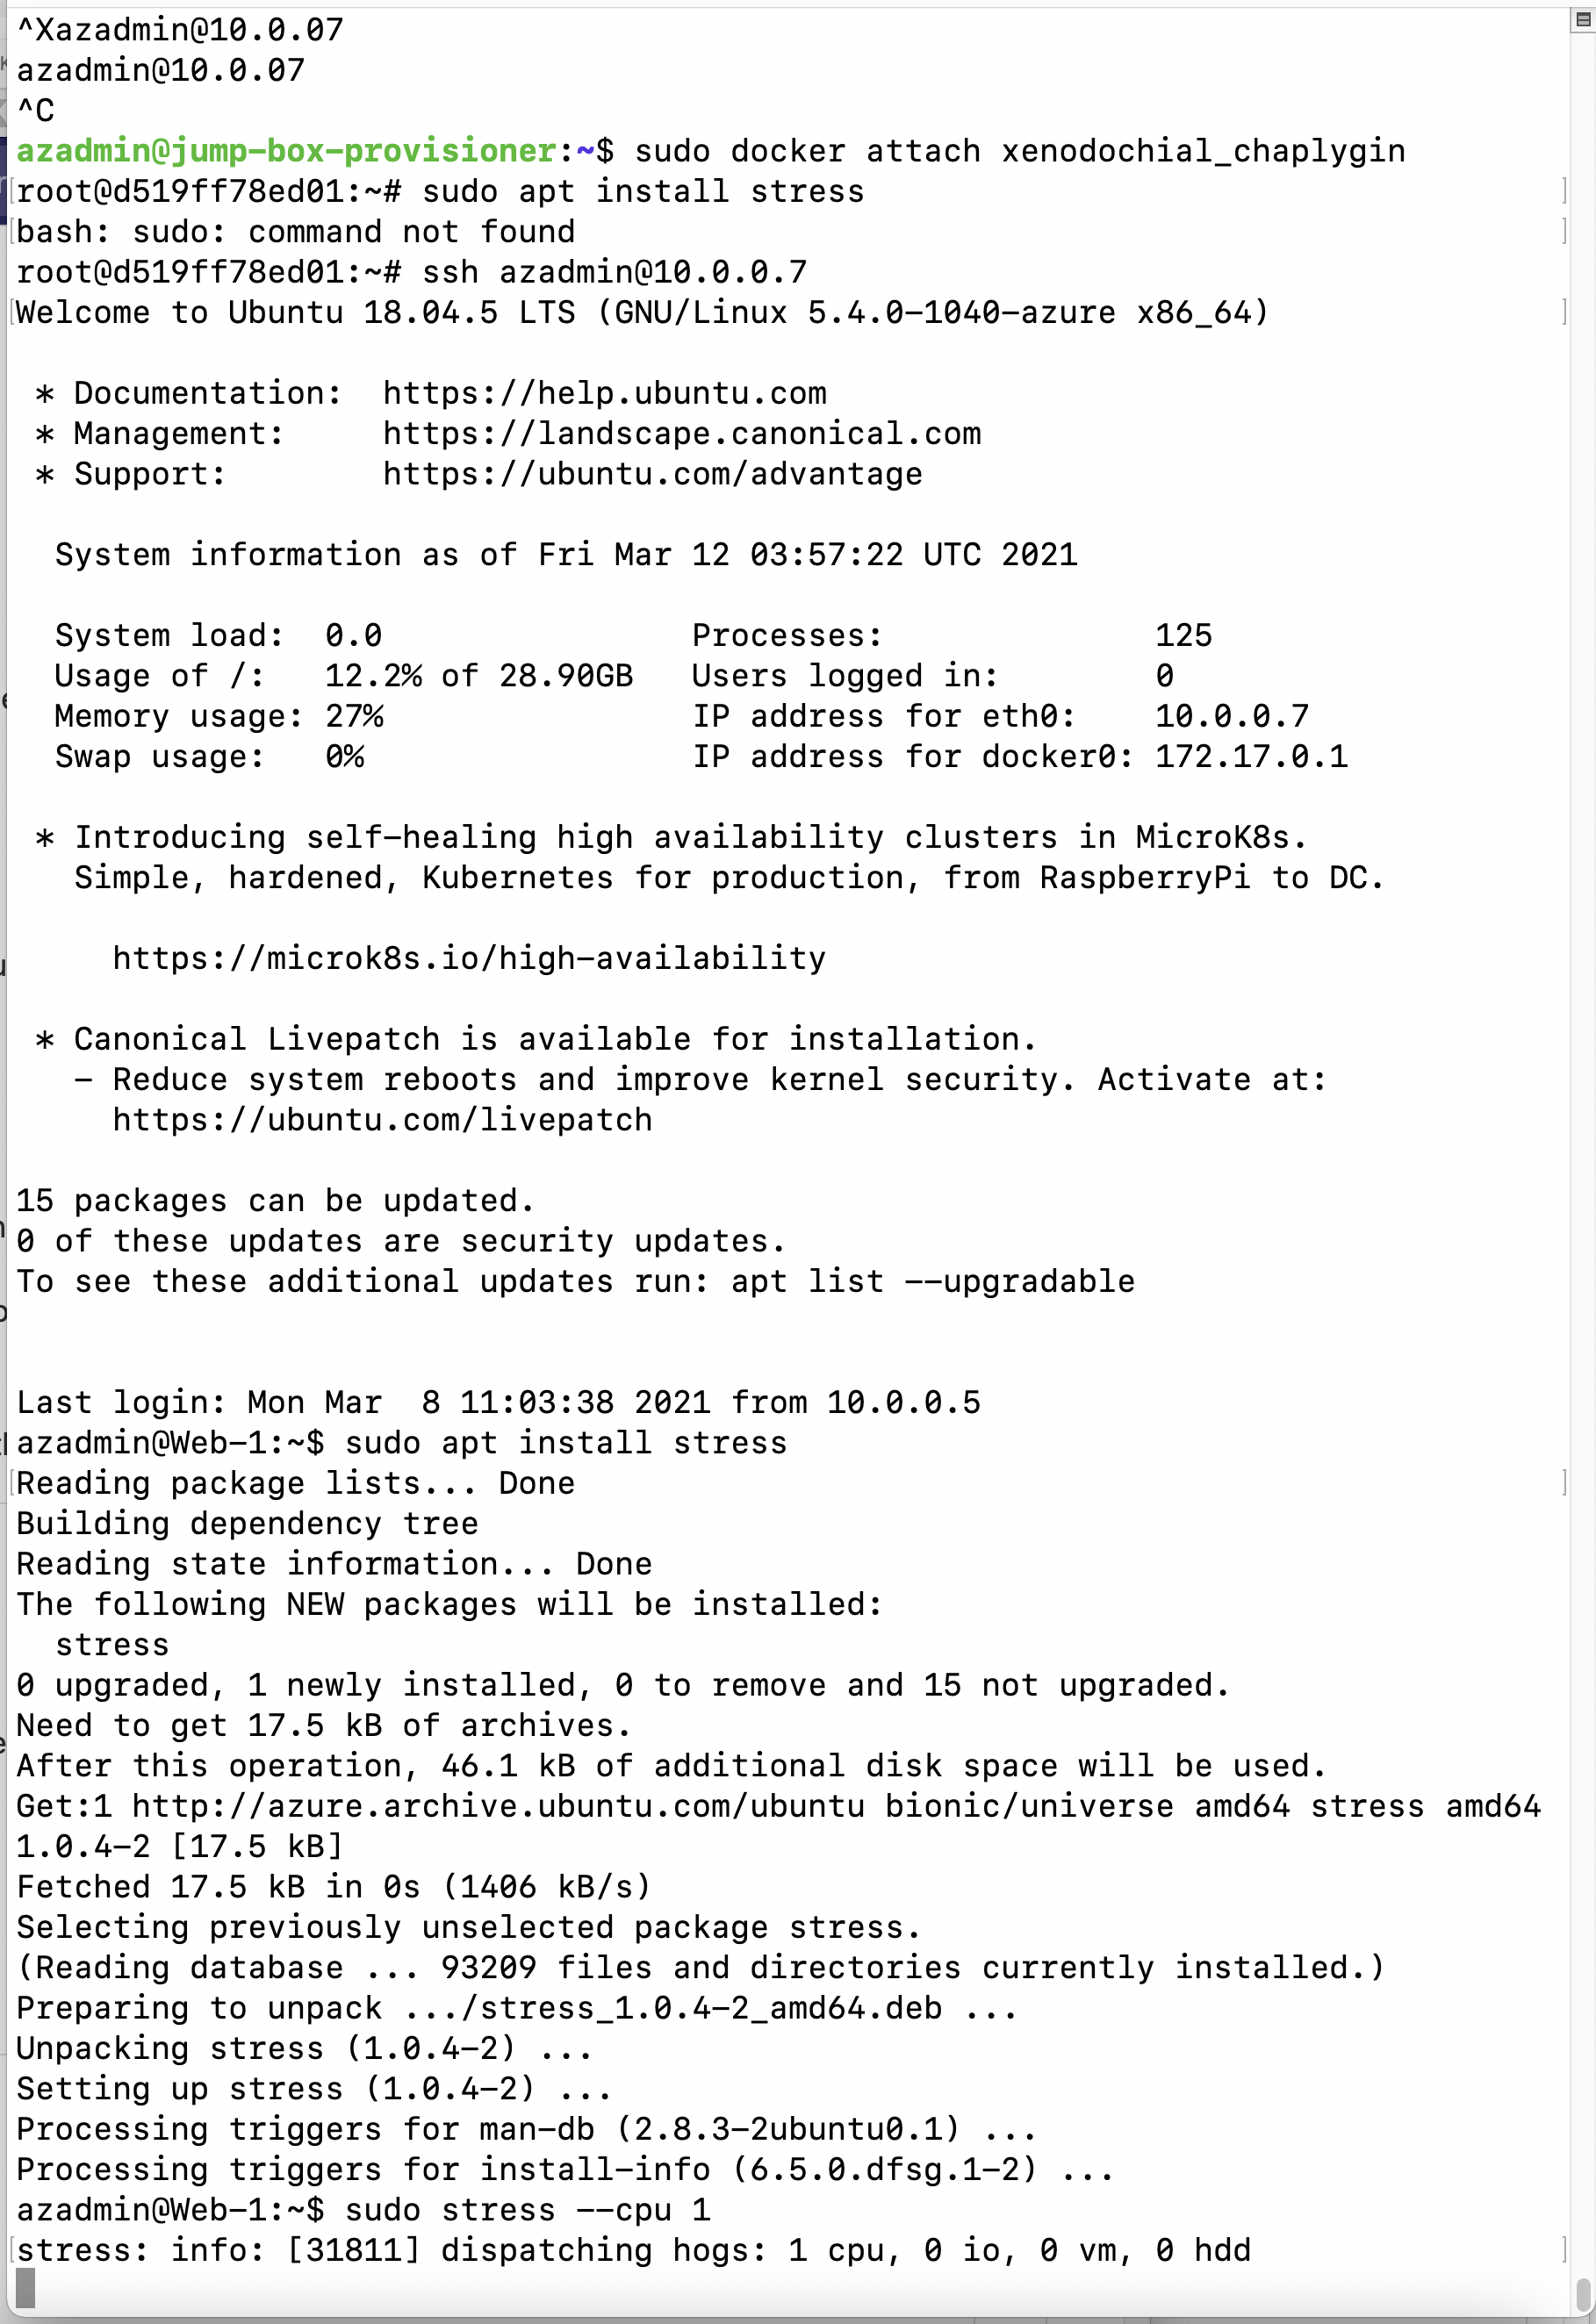 ^Xazadmin@10.0.07
azadmin@10.0.07
^C
azadmin@jump-box-provisioner:~$ sudo docker attach xenodochial_chaplygin
[root@d519ff78ed01:~# sudo apt install stress ]
[bash: sudo: command not found ]
root@d519ff78ed01:~# ssh azadmin@10.0.0.7
[Welcome to Ubuntu 18.04.5 LTS (GNU/Linux 5.4.0-1040-azure x86_64) ]

 * Documentation:  https://help.ubuntu.com
 * Management:     https://landscape.canonical.com
 * Support:        https://ubuntu.com/advantage

  System information as of Fri Mar 12 03:57:22 UTC 2021

  System load:  0.0                Processes:              125
  Usage of /:   12.2% of 28.90GB   Users logged in:        0
  Memory usage: 27%                IP address for eth0:    10.0.0.7
  Swap usage:   0%                 IP address for docker0: 172.17.0.1

 * Introducing self-healing high availability clusters in MicroK8s.
   Simple, hardened, Kubernetes for production, from RaspberryPi to DC.

     https://microk8s.io/high-availability

 * Canonical Livepatch is available for installation.
   - Reduce system reboots and improve kernel security. Activate at:
     https://ubuntu.com/livepatch

15 packages can be updated.
0 of these updates are security updates.
To see these additional updates run: apt list --upgradable


Last login: Mon Mar  8 11:03:38 2021 from 10.0.0.5
azadmin@Web-1:~$ sudo apt install stress
[Reading package lists... Done ]
Building dependency tree
Reading state information... Done
The following NEW packages will be installed:
  stress
0 upgraded, 1 newly installed, 0 to remove and 15 not upgraded.
Need to get 17.5 kB of archives.
After this operation, 46.1 kB of additional disk space will be used.
Get:1 http://azure.archive.ubuntu.com/ubuntu bionic/universe amd64 stress amd64
1.0.4-2 [17.5 kB]
Fetched 17.5 kB in 0s (1406 kB/s)
Selecting previously unselected package stress.
(Reading database ... 93209 files and directories currently installed.)
Preparing to unpack .../stress_1.0.4-2_amd64.deb ...
Unpacking stress (1.0.4-2) ...
Setting up stress (1.0.4-2) ...
Processing triggers for man-db (2.8.3-2ubuntu0.1) ...
Processing triggers for install-info (6.5.0.dfsg.1-2) ...
azadmin@Web-1:~$ sudo stress --cpu 1
[stress: info: [31811] dispatching hogs: 1 cpu, 0 io, 0 vm, 0 hdd ]